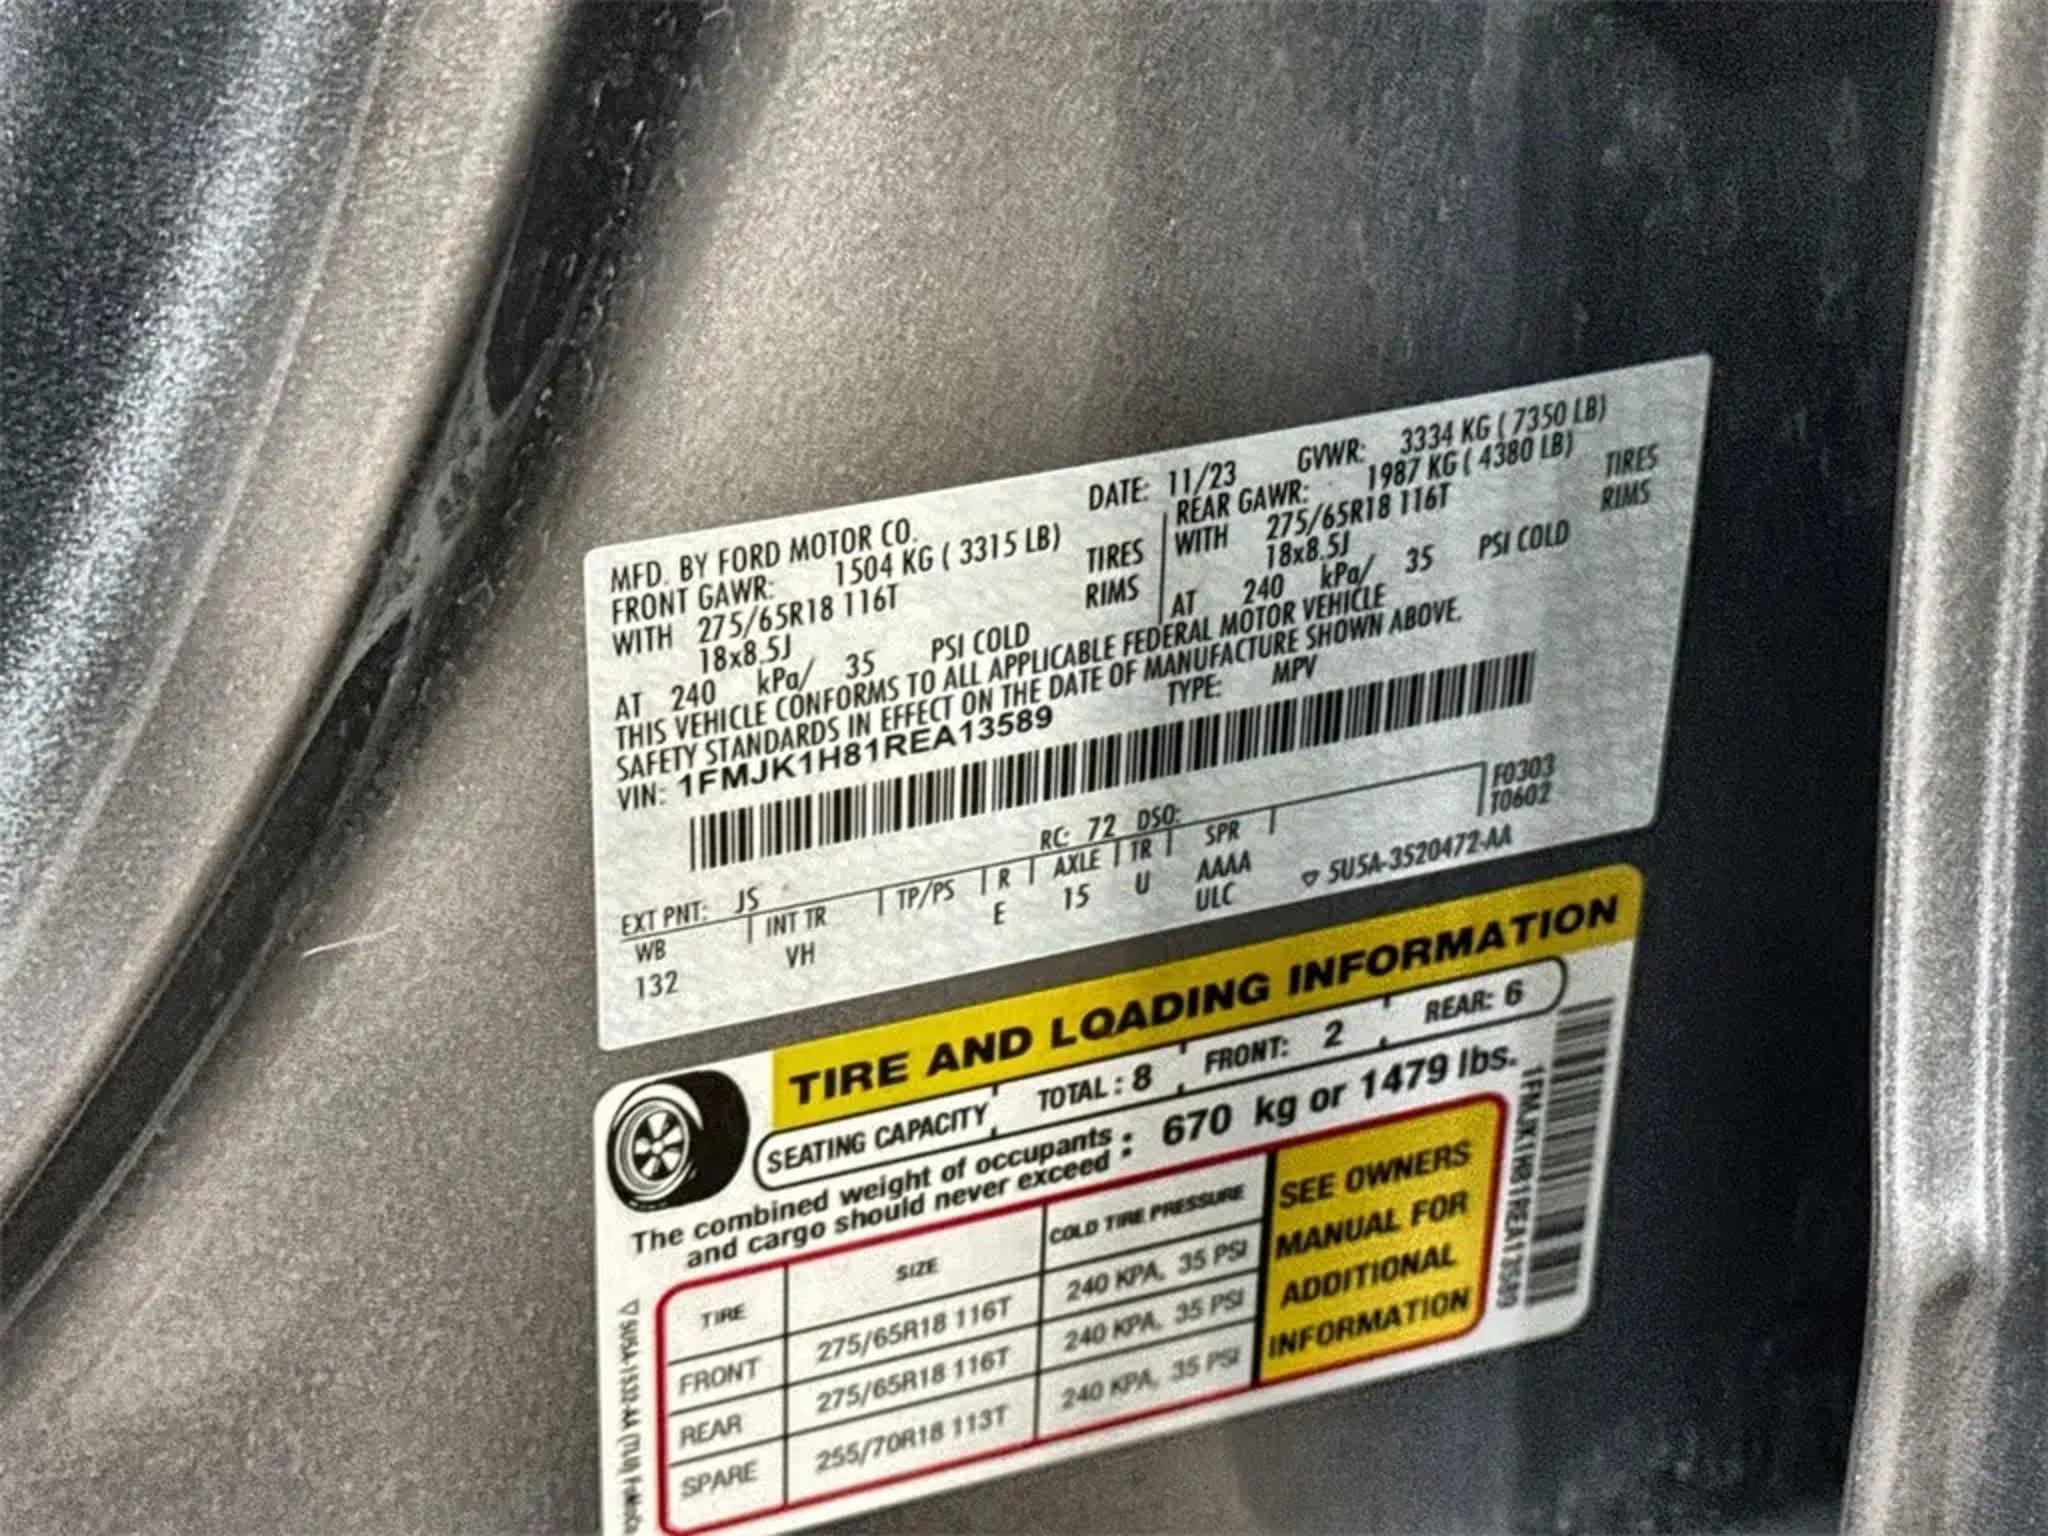 MFD. BY FORD MOTOR CO. DATE: 11/23 GVWR: 3334 KG ( 7350 LB)
FRONT GAWR: 1504 KG ( 3315 LB) REAR GAWR: 1987 KG ( 4380 LB)
WITH 275/65R18 116T TIRES WITH 275/65R18 116T TIRES
18x8.5J RIMS 18x8.5J RIMS
AT 240 kPa/ 35 PSI COLD AT 240 kPa/ 35 PSI COLD
THIS VEHICLE CONFORMS TO ALL APPLICABLE FEDERAL MOTOR VEHICLE
SAFETY STANDARDS IN EFFECT ON THE DATE OF MANUFACTURE SHOWN ABOVE.
VIN: 1FMJK1H81REA13589 TYPE: MPV
F0303
T0602
EXT PNT: JS RC: 72 DSO:
WB INT TR TP/PS R AXLE TR SPR
132 VH E 15 U AAAA
ULC
▽ 5U5A-3520472-AA
TIRE AND LOADING INFORMATION
SEATING CAPACITY TOTAL : 8 FRONT: 2 REAR: 6
The combined weight of occupants : 670 kg or 1479 lbs.
and cargo should never exceed :
TIRE SIZE COLD TIRE PRESSURE
FRONT 275/65R18 116T 240 KPA, 35 PSI
REAR 275/65R18 116T 240 KPA, 35 PSI
SPARE 255/70R18 113T 240 KPA, 35 PSI
SEE OWNERS
MANUAL FOR
ADDITIONAL
INFORMATION
1FMJK1H81REA13589
▽ 5U5A-1532-AA